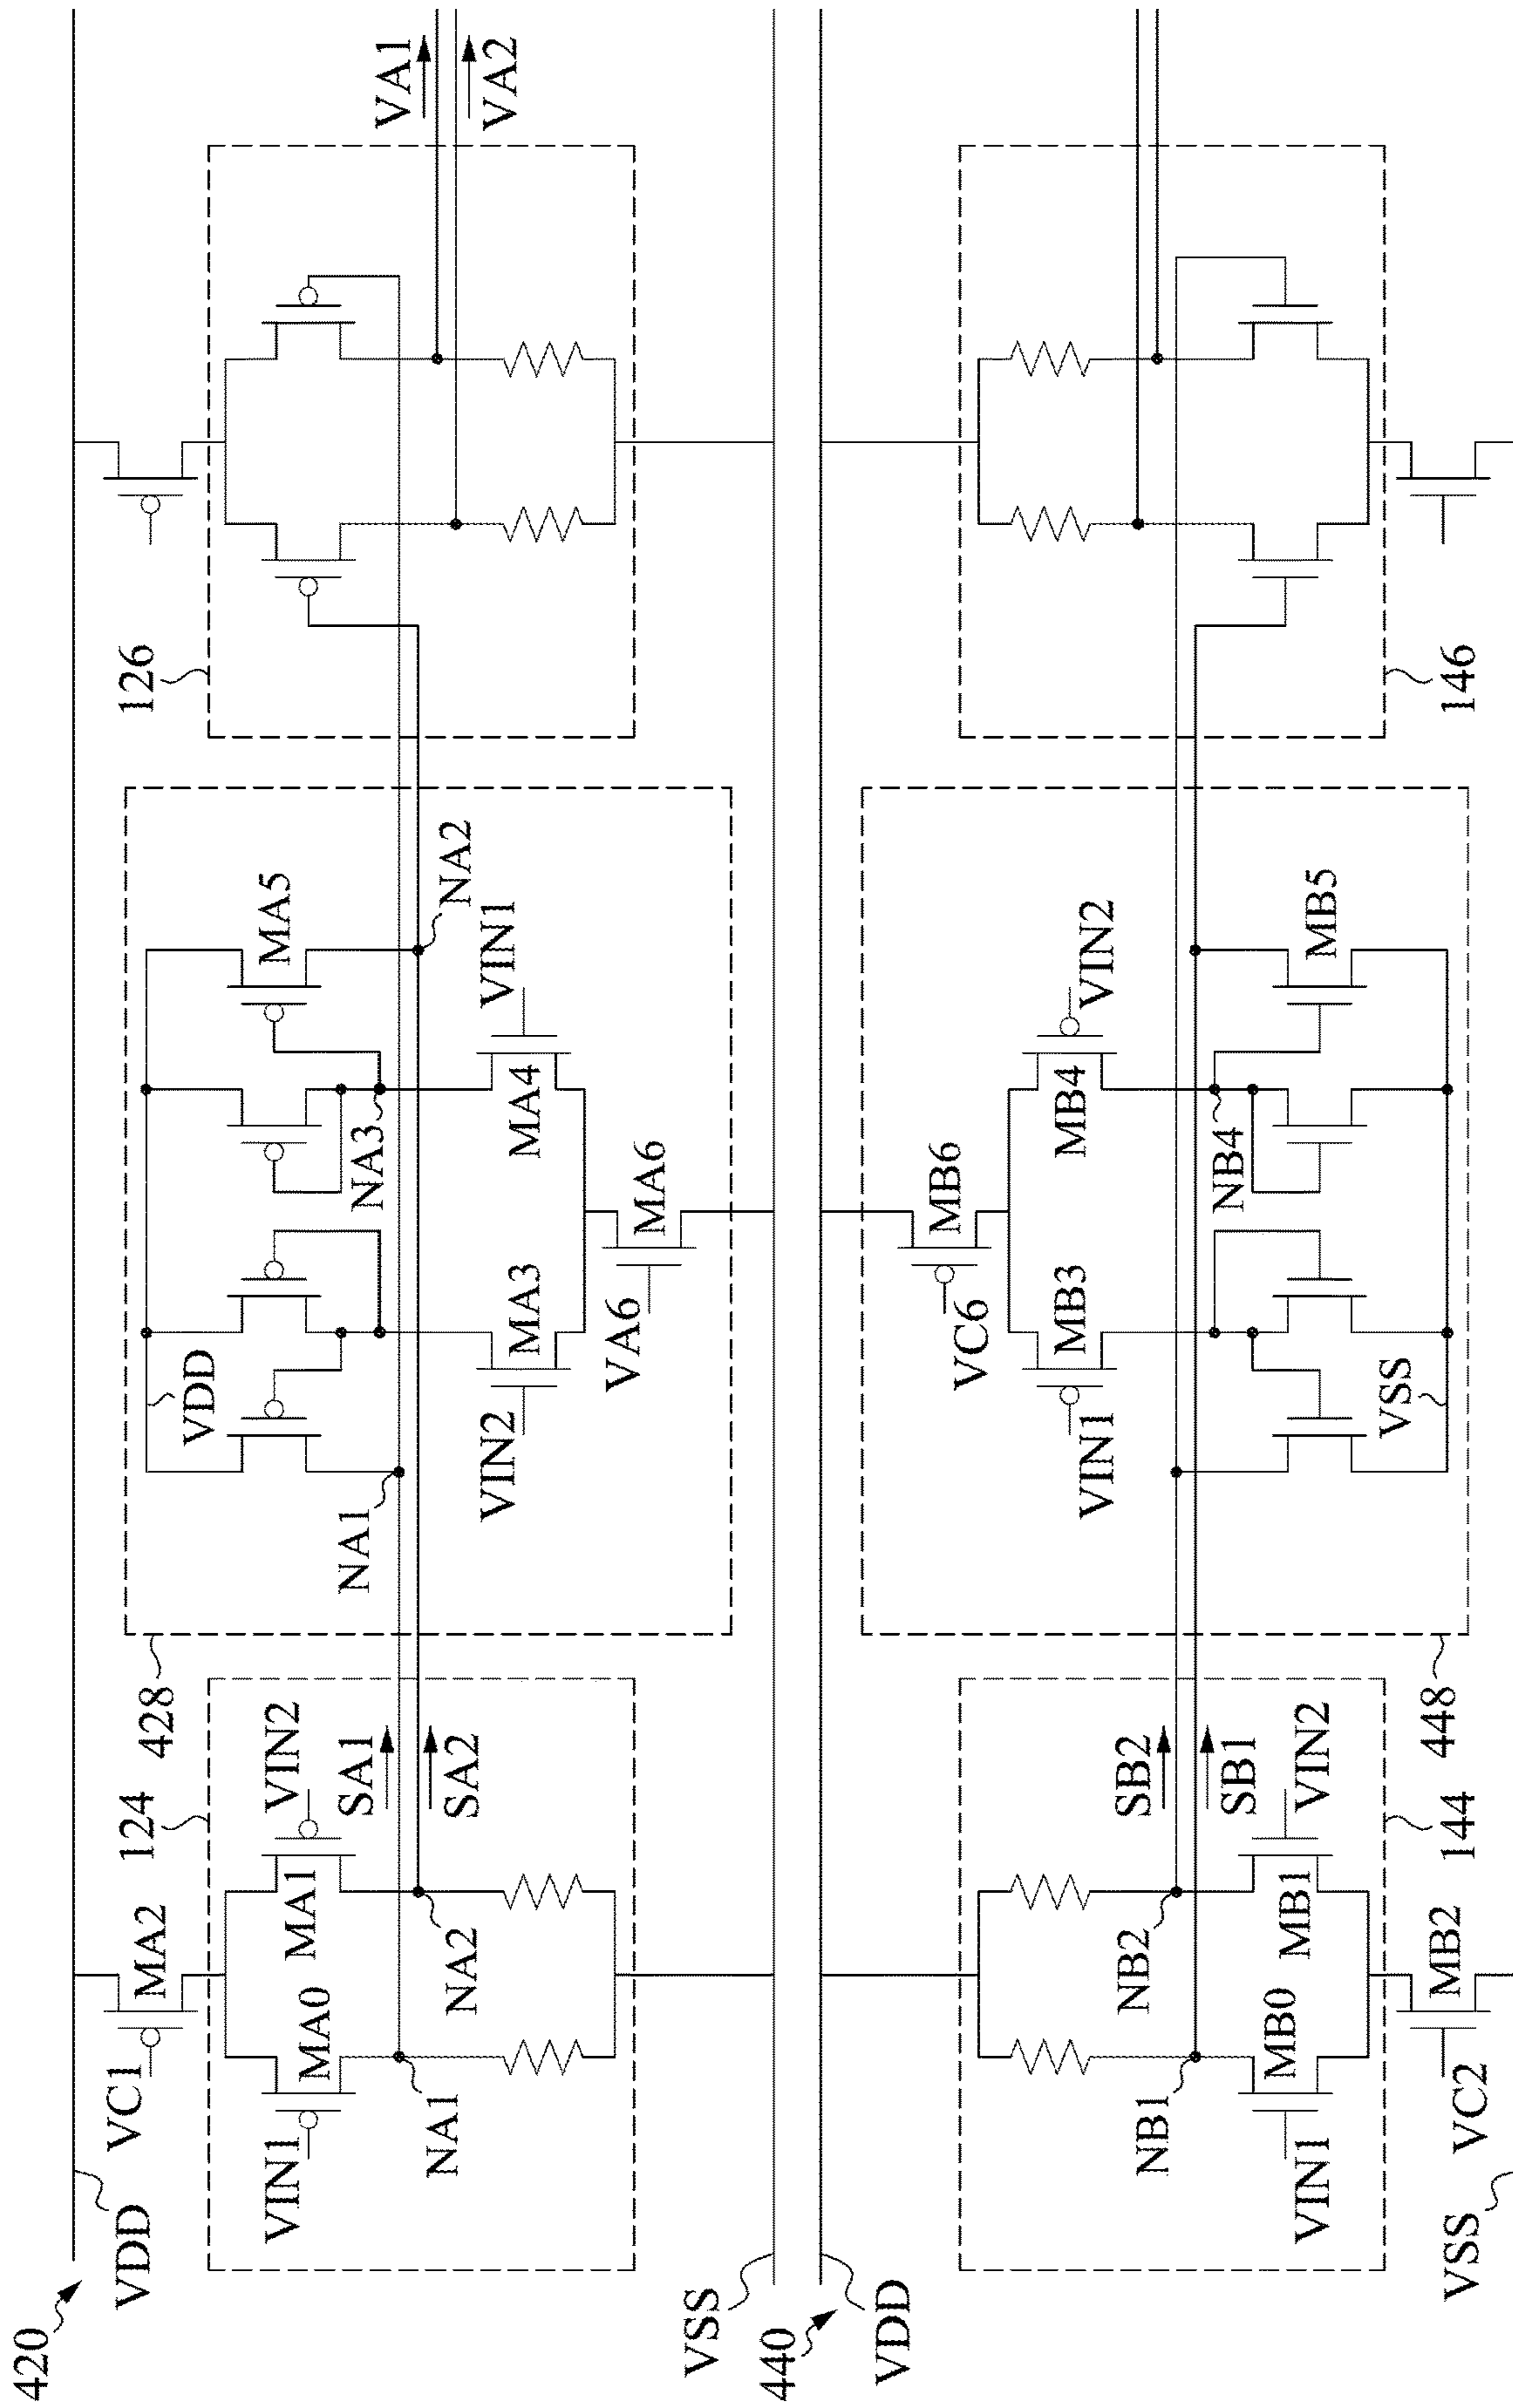 420
VDD
VC1
MA2
124
VIN1
MA0
MA1
VIN2
NA1
NA2
SA1
SA2
428
VDD
NA1
NA3
MA5
NA2
VIN2
MA3
MA4
VIN1
VA6
MA6
126
VA1
VA2
VSS
440
VDD
NB1
NB2
SB2
SB1
VIN1
MB0
MB1
VIN2
VC2
MB2
144
VSS
VC6
MB6
VIN1
MB3
MB4
VIN2
NB4
MB5
VSS
448
146